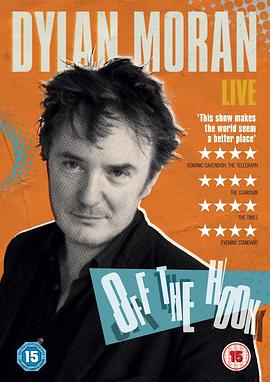 DYLAN MORAN
LIVE
'This show makes
the world seem
a better place'
★★★★
DOMINIC CAVENDISH, THE TELEGRAPH
★★★★
THE GUARDIAN
★★★★
THE TIMES
★★★★
EVENING STANDARD
OFF THE HOOK
15
15